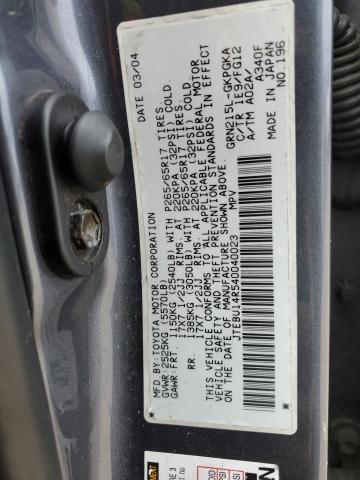 MFD. BY: TOYOTA MOTOR CORPORATION DATE 03/04
GVWR: 2525KG (5570LB)
GAWR: FRT. 1150KG (2540LB) WITH P265/65R17 TIRES.
17X7 1/2JJ RIMS. AT 220KPA (32PSI) COLD
RR. 1385KG (3050LB) WITH P265/65R17 TIRES.
17X7 1/2JJ RIMS. AT 220KPA (32PSI) COLD
THIS VEHICLE CONFORMS TO ALL APPLICABLE FEDERAL MOTOR
VEHICLE SAFETY AND THEFT PREVENTION STANDARDS IN EFFECT
ON THE DATE OF MANUFACTURE SHOWN ABOVE.
JTEBU14R540040023
MPV
GRN215L-GKPGKA
C/TR 1E9/FG12
A/TM A02A/
A340F
MADE IN JAPAN
NO.196